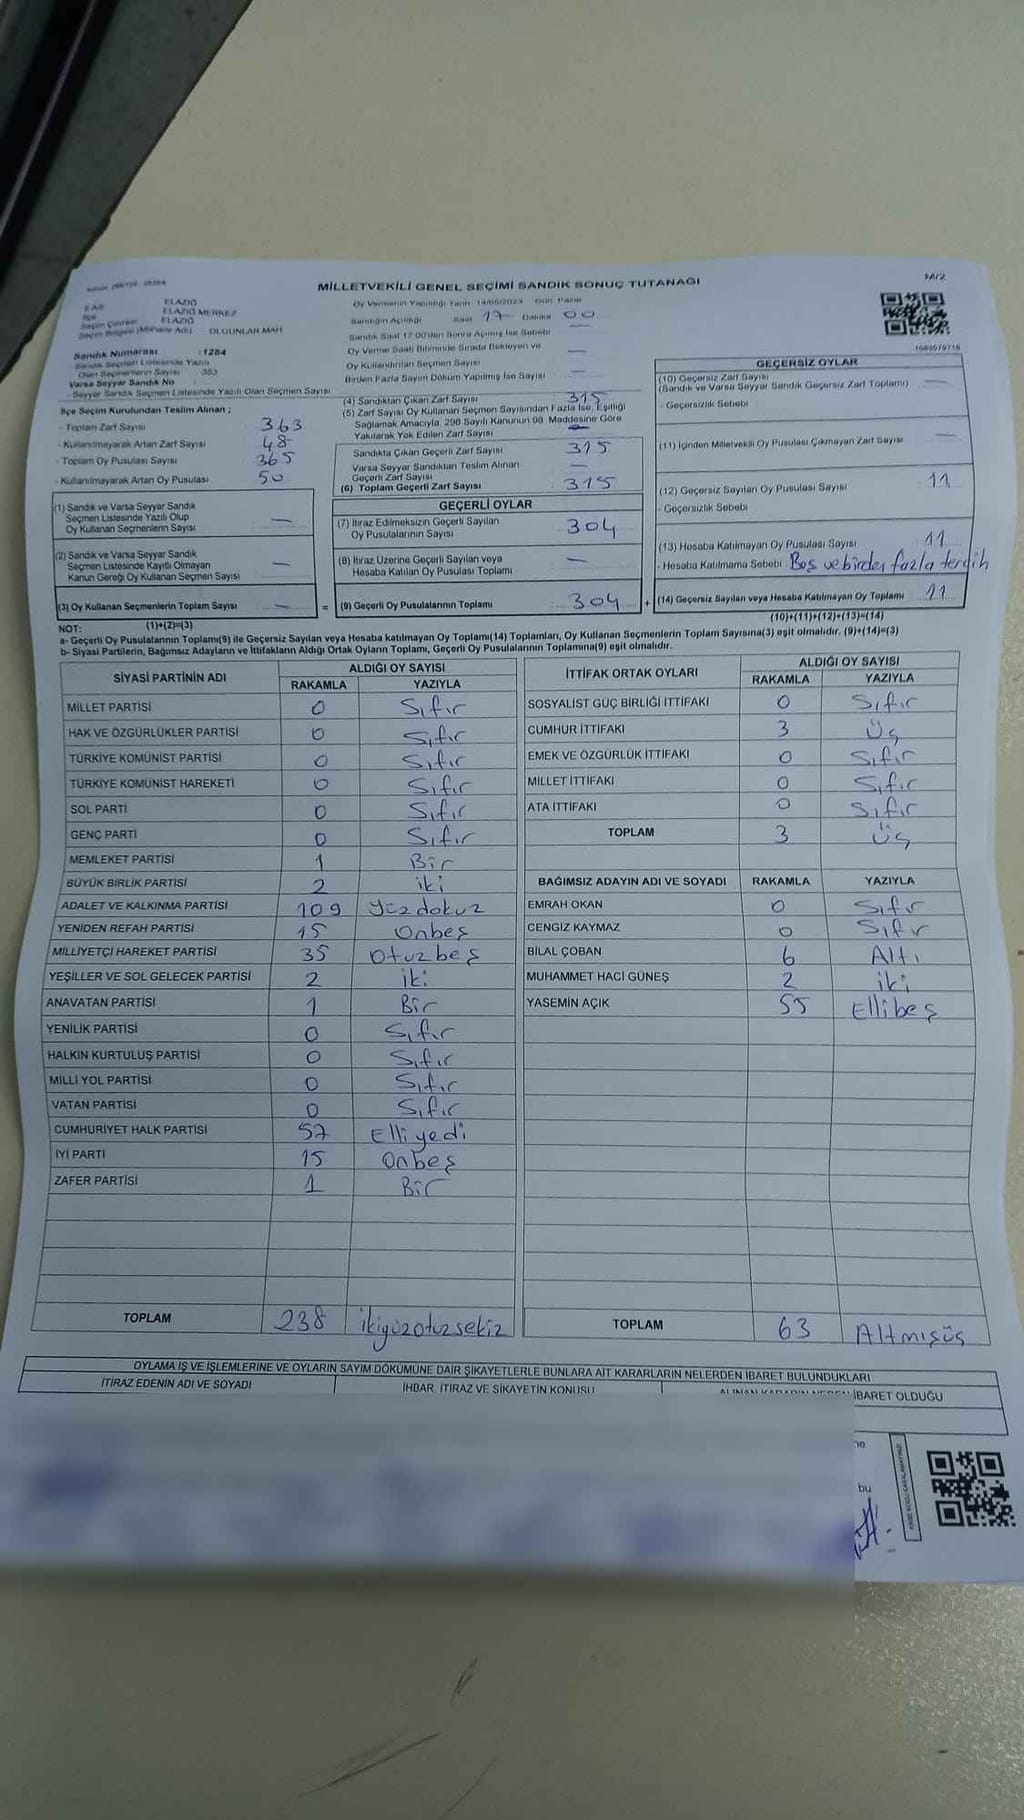 M/2
MİLLETVEKİLİ GENEL SEÇİMİ SANDIK SONUÇ TUTANAĞI
İl Adı ELAZIĞ
İlçe ELAZIĞ MERKEZ
Seçim Çevresi ELAZIĞ
Seçim Bölgesi (Mahalle Adı) : OLGUNLAR MAH
Sandık Numarası : 1284
Sandık Seçmen Listesinde Yazılı
Olan Seçmenlerin Sayısı : 353
Varsa Seyyar Sandık No
- Seyyar Sandık Seçmen Listesinde Yazılı Olan Seçmen Sayısı
İlçe Seçim Kurulundan Teslim Alınan ;
- Toplam Zarf Sayısı 363
- Kullanılmayarak Artan Zarf Sayısı 48
- Toplam Oy Pusulası Sayısı 365
- Kullanılmayarak Artan Oy Pusulası 50
(1) Sandık ve Varsa Seyyar Sandık
Seçmen Listesinde Yazılı Olup
Oy Kullanan Seçmenlerin Sayısı —
(2) Sandık ve Varsa Seyyar Sandık
Seçmen Listesinde Kayıtlı Olmayan
Kanun Gereği Oy Kullanan Seçmen Sayısı —
(3) Oy Kullanan Seçmenlerin Toplam Sayısı — =
(1)+(2)=(3)
Oy Vermenin Yapıldığı Tarih 14/05/2023 Gün Pazar
Sandığın Açıldığı Saat 17 Dakika 00
Sandık Saat 17:00'den Sonra Açılmış İse Sebebi —
Oy Verme Saati Bitiminde Sırada Bekleyen ve
Oy Kullandırılan Seçmen Sayısı —
Birden Fazla Sayım Döküm Yapılmış İse Sayısı —
(4) Sandıktan Çıkan Zarf Sayısı 315
(5) Zarf Sayısı Oy Kullanan Seçmen Sayısından Fazla İse, Eşitliği
Sağlamak Amacıyla, 298 Sayılı Kanunun 98. Maddesine Göre
Yakılarak Yok Edilen Zarf Sayısı —
Sandıkta Çıkan Geçerli Zarf Sayısı 315
Varsa Seyyar Sandıktan Teslim Alınan
Geçerli Zarf Sayısı —
(6) Toplam Geçerli Zarf Sayısı 315
GEÇERLİ OYLAR
(7) İtiraz Edilmeksizin Geçerli Sayılan
Oy Pusulalarının Sayısı 304
(8) İtiraz Üzerine Geçerli Sayılan veya
Hesaba Katılan Oy Pusulası Toplamı —
(9) Geçerli Oy Pusulalarının Toplamı 304 +
GEÇERSİZ OYLAR
(10) Geçersiz Zarf Sayısı
(Sandık ve Varsa Seyyar Sandık Geçersiz Zarf Toplamı) —
- Geçersizlik Sebebi
(11) İçinden Milletvekili Oy Pusulası Çıkmayan Zarf Sayısı —
(12) Geçersiz Sayılan Oy Pusulası Sayısı 11
- Geçersizlik Sebebi
(13) Hesaba Katılmayan Oy Pusulası Sayısı 11
- Hesaba Katılmama Sebebi Boş ve birden fazla tercih
(14) Geçersiz Sayılan veya Hesaba Katılmayan Oy Toplamı 11
(10)+(11)+(12)+(13)=(14)
NOT:
a- Geçerli Oy Pusulalarının Toplamı(9) ile Geçersiz Sayılan veya Hesaba katılmayan Oy Toplamı(14) Toplamları, Oy Kullanan Seçmenlerin Toplam Sayısına(3) eşit olmalıdır. (9)+(14)=(3)
b- Siyasi Partilerin, Bağımsız Adayların ve İttifakların Aldığı Ortak Oyların Toplamı, Geçerli Oy Pusulalarının Toplamına(9) eşit olmalıdır.
SİYASİ PARTİNİN ADI ALDIĞI OY SAYISI
RAKAMLA YAZIYLA
MİLLET PARTİSİ 0 Sıfır
HAK VE ÖZGÜRLÜKLER PARTİSİ 0 Sıfır
TÜRKİYE KOMÜNİST PARTİSİ 0 Sıfır
TÜRKİYE KOMÜNİST HAREKETİ 0 Sıfır
SOL PARTİ 0 Sıfır
GENÇ PARTİ 0 Sıfır
MEMLEKET PARTİSİ 1 Bir
BÜYÜK BİRLİK PARTİSİ 2 iki
ADALET VE KALKINMA PARTİSİ 109 Yüzdokuz
YENİDEN REFAH PARTİSİ 15 Onbeş
MİLLİYETÇİ HAREKET PARTİSİ 35 Otuzbeş
YEŞİLLER VE SOL GELECEK PARTİSİ 2 iki
ANAVATAN PARTİSİ 1 Bir
YENİLİK PARTİSİ 0 Sıfır
HALKIN KURTULUŞ PARTİSİ 0 Sıfır
MİLLİ YOL PARTİSİ 0 Sıfır
VATAN PARTİSİ 0 Sıfır
CUMHURİYET HALK PARTİSİ 57 Elliyedi
İYİ PARTİ 15 Onbeş
ZAFER PARTİSİ 1 Bir
TOPLAM 238 ikiyüzotuzsekiz
İTTİFAK ORTAK OYLARI ALDIĞI OY SAYISI
RAKAMLA YAZIYLA
SOSYALİST GÜÇ BİRLİĞİ İTTİFAKI 0 Sıfır
CUMHUR İTTİFAKI 3 Üç
EMEK VE ÖZGÜRLÜK İTTİFAKI 0 Sıfır
MİLLET İTTİFAKI 0 Sıfır
ATA İTTİFAKI 0 Sıfır
TOPLAM 3 Üç
BAĞIMSIZ ADAYIN ADI VE SOYADI RAKAMLA YAZIYLA
EMRAH OKAN 0 Sıfır
CENGİZ KAYMAZ 0 Sıfır
BİLAL ÇOBAN 6 Altı
MUHAMMET HACİ GÜNEŞ 2 iki
YASEMİN AÇIK 55 Ellibeş
TOPLAM 63 Altmışüç
OYLAMA İŞ VE İŞLEMLERİNE VE OYLARIN SAYIM DÖKÜMÜNE DAİR ŞİKAYETLERLE BUNLARA AİT KARARLARIN NELERDEN İBARET BULUNDUKLARI
İTİRAZ EDENİN ADI VE SOYADI İHBAR, İTİRAZ VE ŞİKAYETİN KONUSU ALINAN KARARIN NEDEN İBARET OLDUĞU
bu